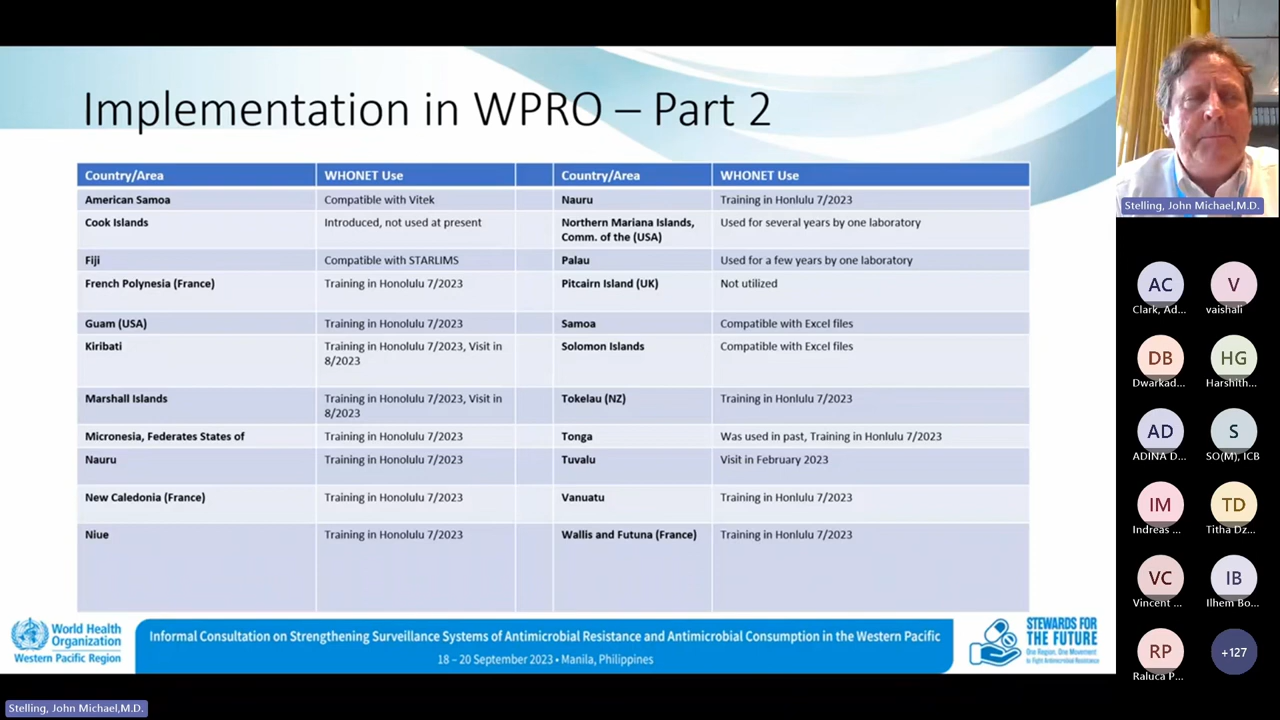 Implementation in WPRO – Part 2
Country/Area WHONET Use Country/Area WHONET Use
American Samoa Compatible with Vitek Nauru Training in Honlulu 7/2023
Cook Islands Introduced, not used at present Northern Mariana Islands, Used for several years by one laboratory
Comm. of the (USA)
Fiji Compatible with STARLIMS Palau Used for a few years by one laboratory
French Polynesia (France) Training in Honolulu 7/2023 Pitcairn Island (UK) Not utilized
Guam (USA) Training in Honolulu 7/2023 Samoa Compatible with Excel files
Kiribati Training in Honolulu 7/2023, Visit in Solomon Islands Compatible with Excel files
8/2023
Marshall Islands Training in Honolulu 7/2023, Visit in Tokelau (NZ) Training in Honlulu 7/2023
8/2023
Micronesia, Federates States of Training in Honolulu 7/2023 Tonga Was used in past, Training in Honlulu 7/2023
Nauru Training in Honolulu 7/2023 Tuvalu Visit in February 2023
New Caledonia (France) Training in Honolulu 7/2023 Vanuatu Training in Honlulu 7/2023
Niue Training in Honolulu 7/2023 Wallis and Futuna (France) Training in Honlulu 7/2023
World Health
Organization
Western Pacific Region
Informal Consultation on Strengthening Surveillance Systems of Antimicrobial Resistance and Antimicrobial Consumption in the Western Pacific
18 – 20 September 2023 • Manila, Philippines
STEWARDS FOR
THE FUTURE
One Region, One Movement
to Fight Antimicrobial Resistance
Stelling, John Michael,M.D.
AC V
Clark, Ad... vaishali
DB HG
Dwarkad... Harshith...
AD S
ADINA D... SO(M), ICB
IM TD
Indreas ... Titha Dz...
VC IB
Vincent ... Ilhem Bo...
RP +127
Raluca P...
Stelling, John Michael,M.D.